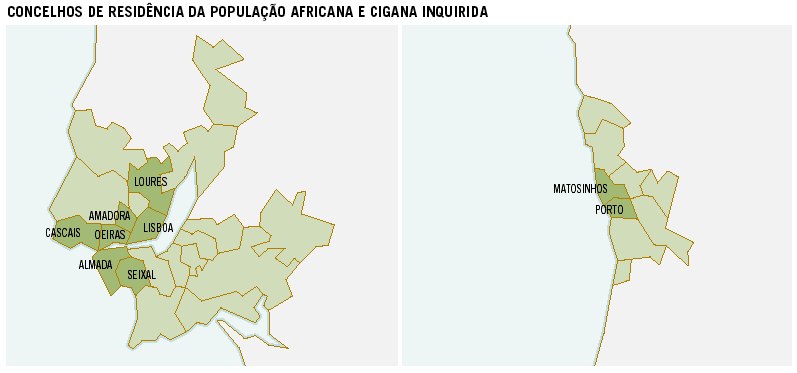 CONCELHOS DE RESIDÊNCIA DA POPULAÇÃO AFRICANA E CIGANA INQUIRIDA
LOURES
AMADORA
LISBOA
CASCAIS
OEIRAS
ALMADA
SEIXAL
MATOSINHOS
PORTO